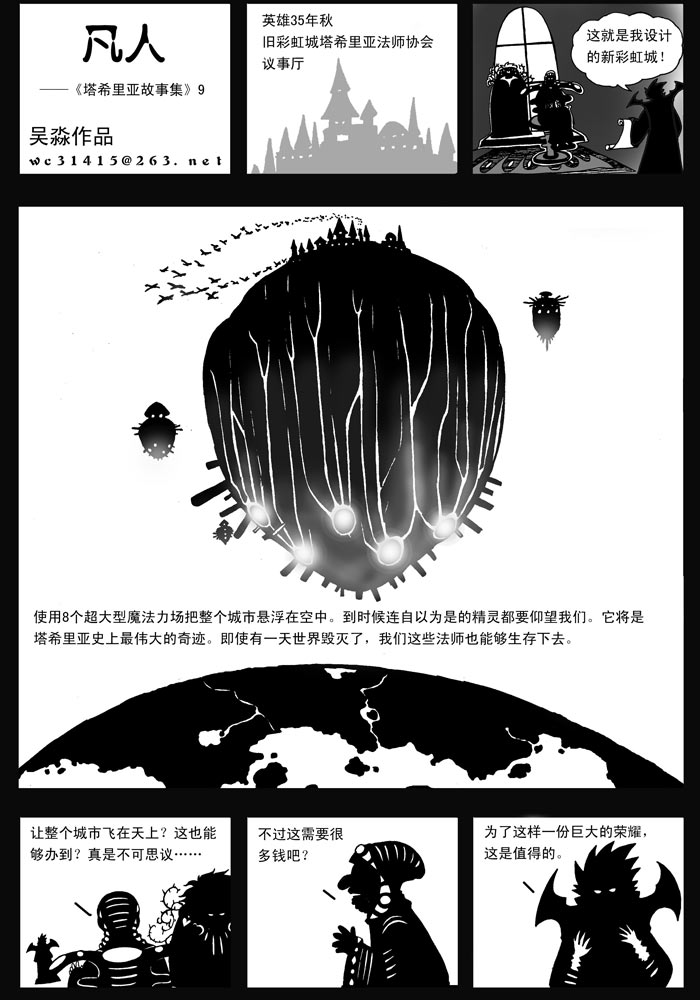 凡人
——《塔希里亚故事集》9
吴淼作品
wc31415@263.net
英雄35年秋
旧彩虹城塔希里亚法师协会
议事厅
这就是我设计
的新彩虹城！
使用8个超大型魔法力场把整个城市悬浮在空中。到时候连自以为是的精灵都要仰望我们。它将是
塔希里亚史上最伟大的奇迹。即使有一天世界毁灭了，我们这些法师也能够生存下去。
让整个城市飞在天上？这也能
够办到？真是不可思议……
不过这需要很
多钱吧？
为了这样一份巨大的荣耀，
这是值得的。